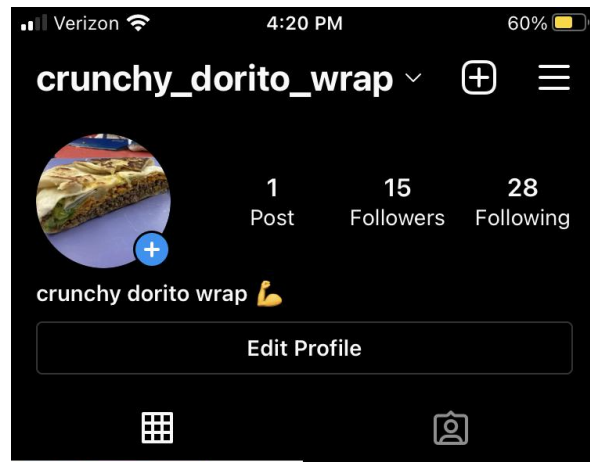 Verizon 4:20 PM 60%
crunchy_dorito_wrap
1 15 28
Post Followers Following
crunchy dorito wrap 💪
Edit Profile